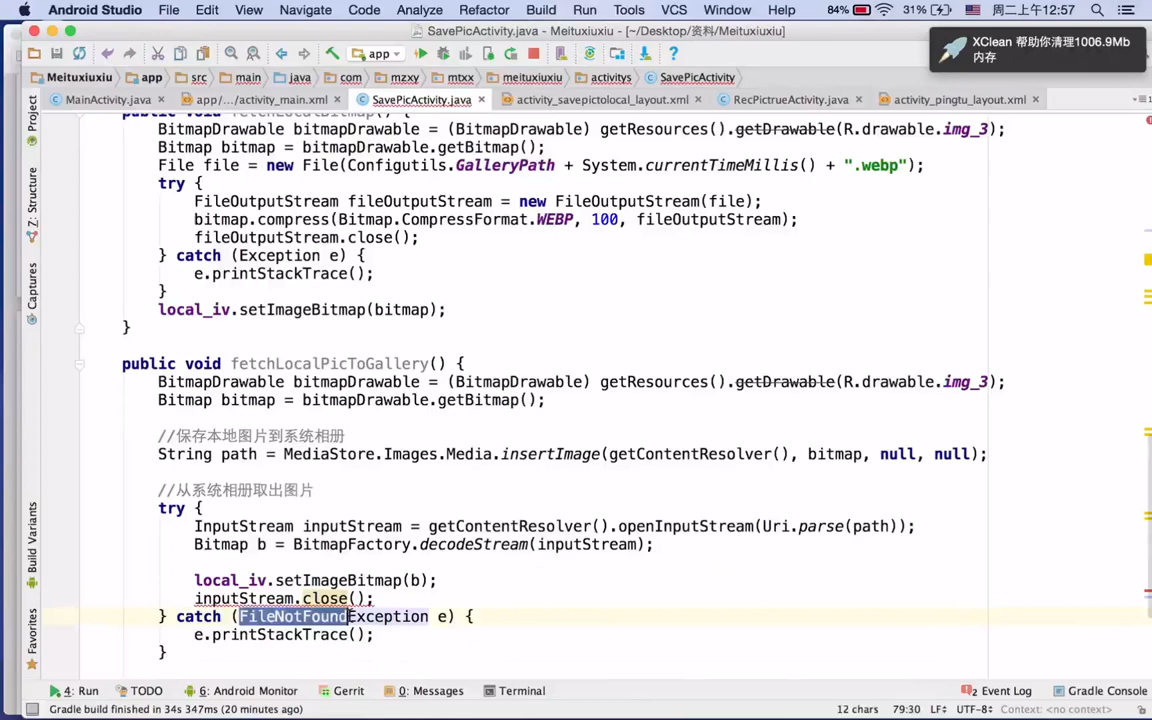 Android Studio File Edit View Navigate Code Analyze Refactor Build Run Tools VCS Window Help 84% 31% 周二上午12:57
SavePicActivity.java - Meituxiuxiu - [~/Desktop/资料/Meituxiuxiu]
XClean 帮助你清理1006.9Mb
内存
app
Meituxiuxiu app src main java com mzxy mtxx meituxiuxiu activitys SavePicActivity
MainActivity.java app/.../activity_main.xml SavePicActivity.java activity_savepictolocal_layout.xml RecPictrueActivity.java activity_pingtu_layout.xml
Project
Z: Structure
Captures
Build Variants
Favorites
public void fetchLocalBitmap() {
BitmapDrawable bitmapDrawable = (BitmapDrawable) getResources().getDrawable(R.drawable.img_3);
Bitmap bitmap = bitmapDrawable.getBitmap();
File file = new File(Configutils.GalleryPath + System.currentTimeMillis() + ".webp");
try {
FileOutputStream fileOutputStream = new FileOutputStream(file);
bitmap.compress(Bitmap.CompressFormat.WEBP, 100, fileOutputStream);
fileOutputStream.close();
} catch (Exception e) {
e.printStackTrace();
}
local_iv.setImageBitmap(bitmap);
}
public void fetchLocalPicToGallery() {
BitmapDrawable bitmapDrawable = (BitmapDrawable) getResources().getDrawable(R.drawable.img_3);
Bitmap bitmap = bitmapDrawable.getBitmap();
//保存本地图片到系统相册
String path = MediaStore.Images.Media.insertImage(getContentResolver(), bitmap, null, null);
//从系统相册取出图片
try {
InputStream inputStream = getContentResolver().openInputStream(Uri.parse(path));
Bitmap b = BitmapFactory.decodeStream(inputStream);
local_iv.setImageBitmap(b);
inputStream.close();
} catch (FileNotFoundException e) {
e.printStackTrace();
}
4: Run TODO 6: Android Monitor Gerrit 0: Messages Terminal 2 Event Log Gradle Console
Gradle build finished in 34s 347ms (20 minutes ago) 12 chars 79:30 LF÷ UTF-8÷ Context: <no context>